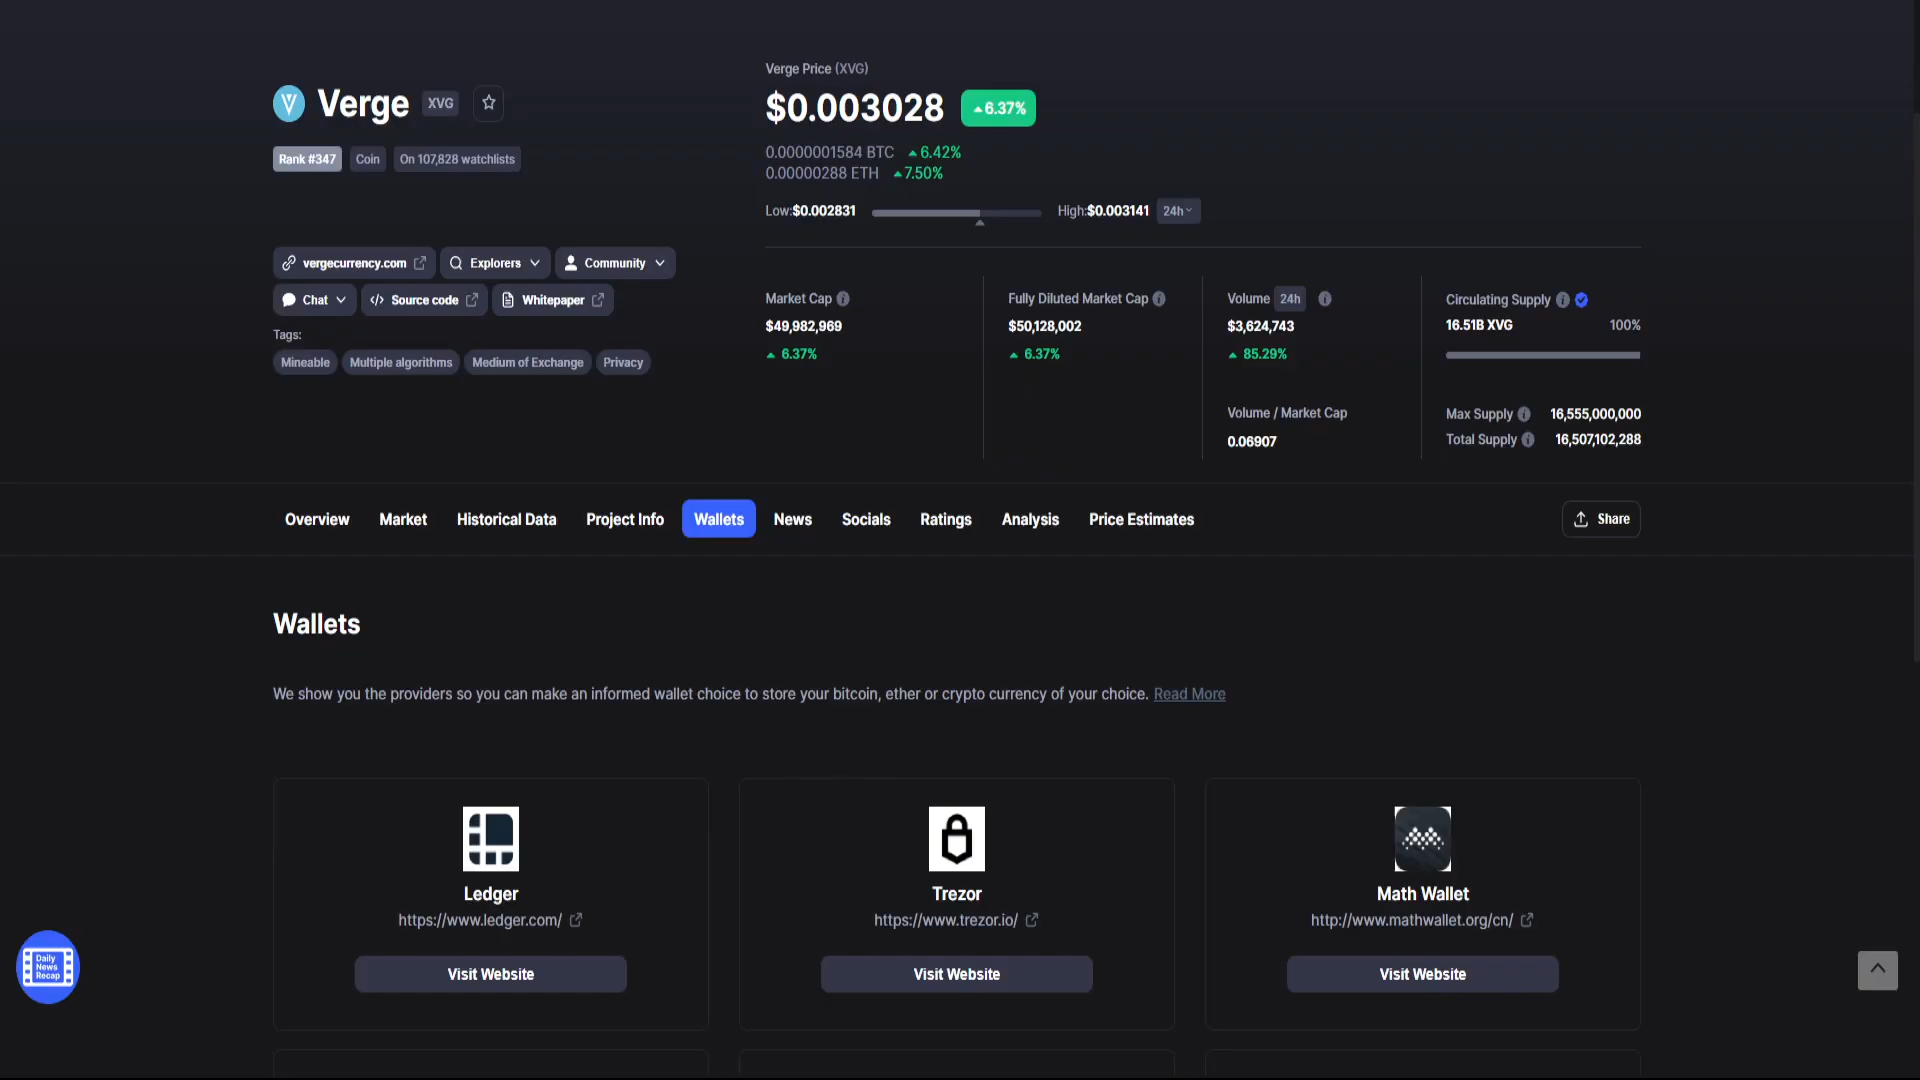 Verge XVG
Rank #347 Coin On 107,828 watchlists
vergecurrency.com Explorers Community
Chat Source code Whitepaper
Tags:
Mineable Multiple algorithms Medium of Exchange Privacy
Verge Price (XVG)
$0.003028 6.37%
0.0000001584 BTC 6.42%
0.00000288 ETH 7.50%
Low:$0.002831 High:$0.003141 24h
Market Cap
$49,982,969
6.37%
Fully Diluted Market Cap
$50,128,002
6.37%
Volume 24h
$3,624,743
85.29%
Volume / Market Cap
0.06907
Circulating Supply
16.51B XVG 100%
Max Supply 16,555,000,000
Total Supply 16,507,102,288
Overview Market Historical Data Project Info Wallets News Socials Ratings Analysis Price Estimates Share
Wallets
We show you the providers so you can make an informed wallet choice to store your bitcoin, ether or crypto currency of your choice. Read More
Ledger
https://www.ledger.com/
Visit Website
Trezor
https://www.trezor.io/
Visit Website
Math Wallet
http://www.mathwallet.org/cn/
Visit Website
Daily
News
Recap